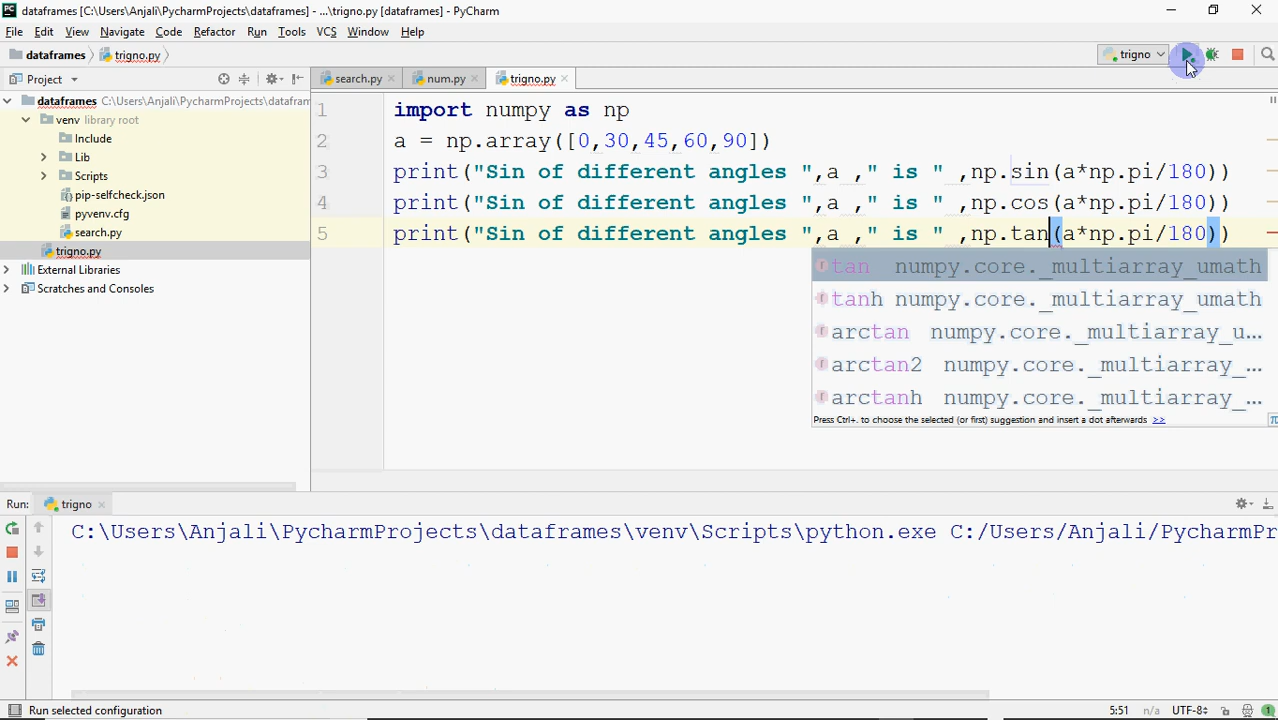 dataframes [C:\Users\Anjali\PycharmProjects\dataframes] - ...\trigno.py [dataframes] - PyCharm
File Edit View Navigate Code Refactor Run Tools VCS Window Help
dataframes trigno.py trigno
Project search.py num.py trigno.py
dataframes C:\Users\Anjali\PycharmProjects\datafram
venv library root
Include
Lib
Scripts
pip-selfcheck.json
pyvenv.cfg
search.py
trigno.py
External Libraries
Scratches and Consoles
1 import numpy as np
2 a = np.array([0,30,45,60,90])
3 print("Sin of different angles ",a ," is " ,np.sin(a*np.pi/180))
4 print("Sin of different angles ",a ," is " ,np.cos(a*np.pi/180))
5 print("Sin of different angles ",a ," is " ,np.tan(a*np.pi/180))
tan numpy.core._multiarray_umath
tanh numpy.core._multiarray_umath
arctan numpy.core._multiarray_u...
arctan2 numpy.core._multiarray_...
arctanh numpy.core._multiarray_...
Press Ctrl+. to choose the selected (or first) suggestion and insert a dot afterwards >>
Run: trigno
C:\Users\Anjali\PycharmProjects\dataframes\venv\Scripts\python.exe C:/Users/Anjali/PycharmPr
Run selected configuration 5:51 n/a UTF-8 1